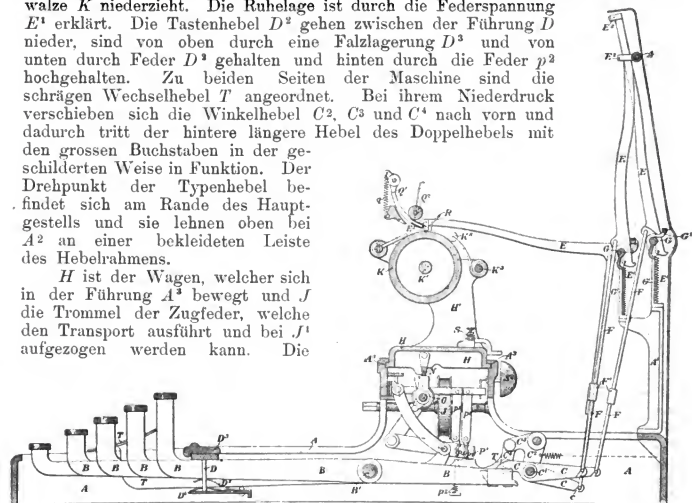 walze K niederzieht. Die Ruhelage ist durch die Federspannung
E¹ erklärt. Die Tastenhebel D² gehen zwischen der Führung D
nieder, sind von oben durch eine Falzlagerung D³ und von
unten durch Feder D² gehalten und hinten durch die Feder p²
hochgehalten. Zu beiden Seiten der Maschine sind die
schrägen Wechselhebel T angeordnet. Bei ihrem Niederdruck
verschieben sich die Winkelhebel C², C³ und C⁴ nach vorn und
dadurch tritt der hintere längere Hebel des Doppelhebels mit
den grossen Buchstaben in der ge-
schilderten Weise in Funktion. Der
Drehpunkt der Typenhebel be-
findet sich am Rande des Haupt-
gestells und sie lehnen oben bei
A² an einer bekleideten Leiste
des Hebelrahmens.
H ist der Wagen, welcher sich
in der Führung A³ bewegt und J
die Trommel der Zugfeder, welche
den Transport ausführt und bei J¹
aufgezogen werden kann. Die